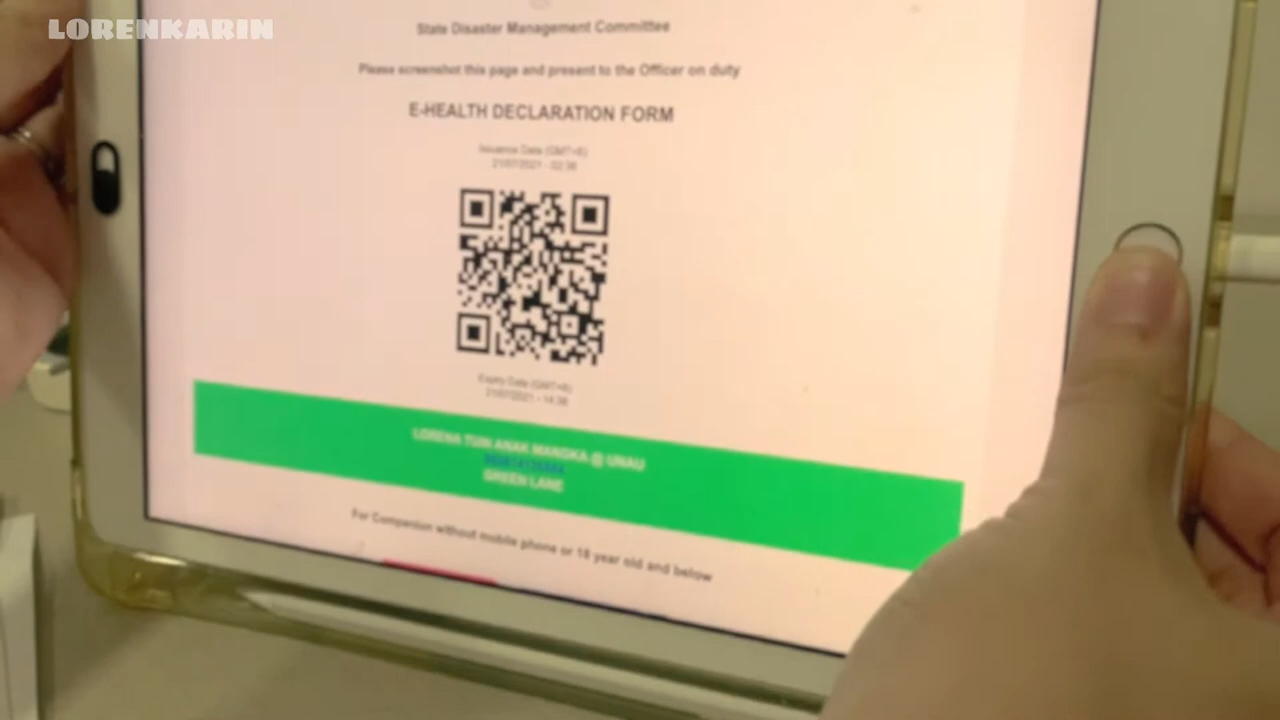 LORENKARIN
State Disaster Management Committee
Please screenshot this page and present to the Officer on duty
E-HEALTH DECLARATION FORM
Issuance Date (GMT+8)
21/07/2021 - 02:38
Expiry Date (GMT+8)
21/07/2021 - 14:38
LORENA TUIN ANAK MANGKA @ UNAU
GREEN LANE
For Companion without mobile phone or 18 year old and below